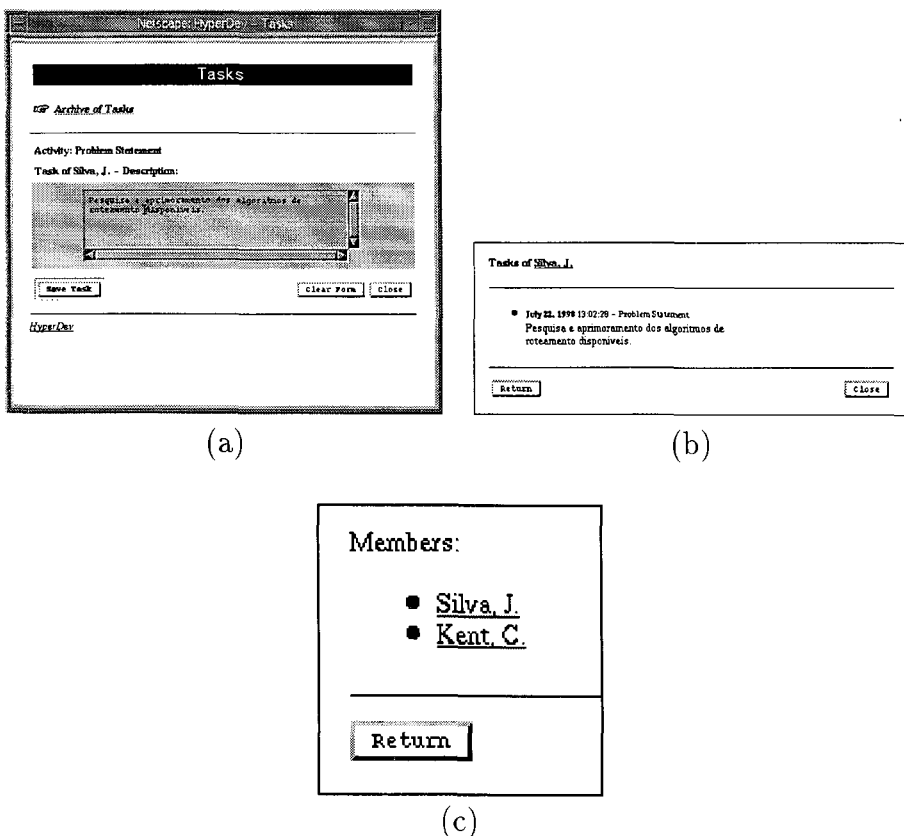 Netscape: HyperDev - Tasks
Tasks
Archive of Tasks
Activity: Problem Statement
Task of Silva, J. - Description:
Pesquisa e aprimoramento dos algoritmos de
roteamento disponiveis.
Save Task
Clear Form
Close
HyperDev
(a)
Tasks of Silva, J.
July 22, 1998 13:02:28 - Problem Statement
Pesquisa e aprimoramento dos algoritmos de
roteamento disponiveis.
Return
Close
(b)
Members:
Silva, J.
Kent, C.
Return
(c)